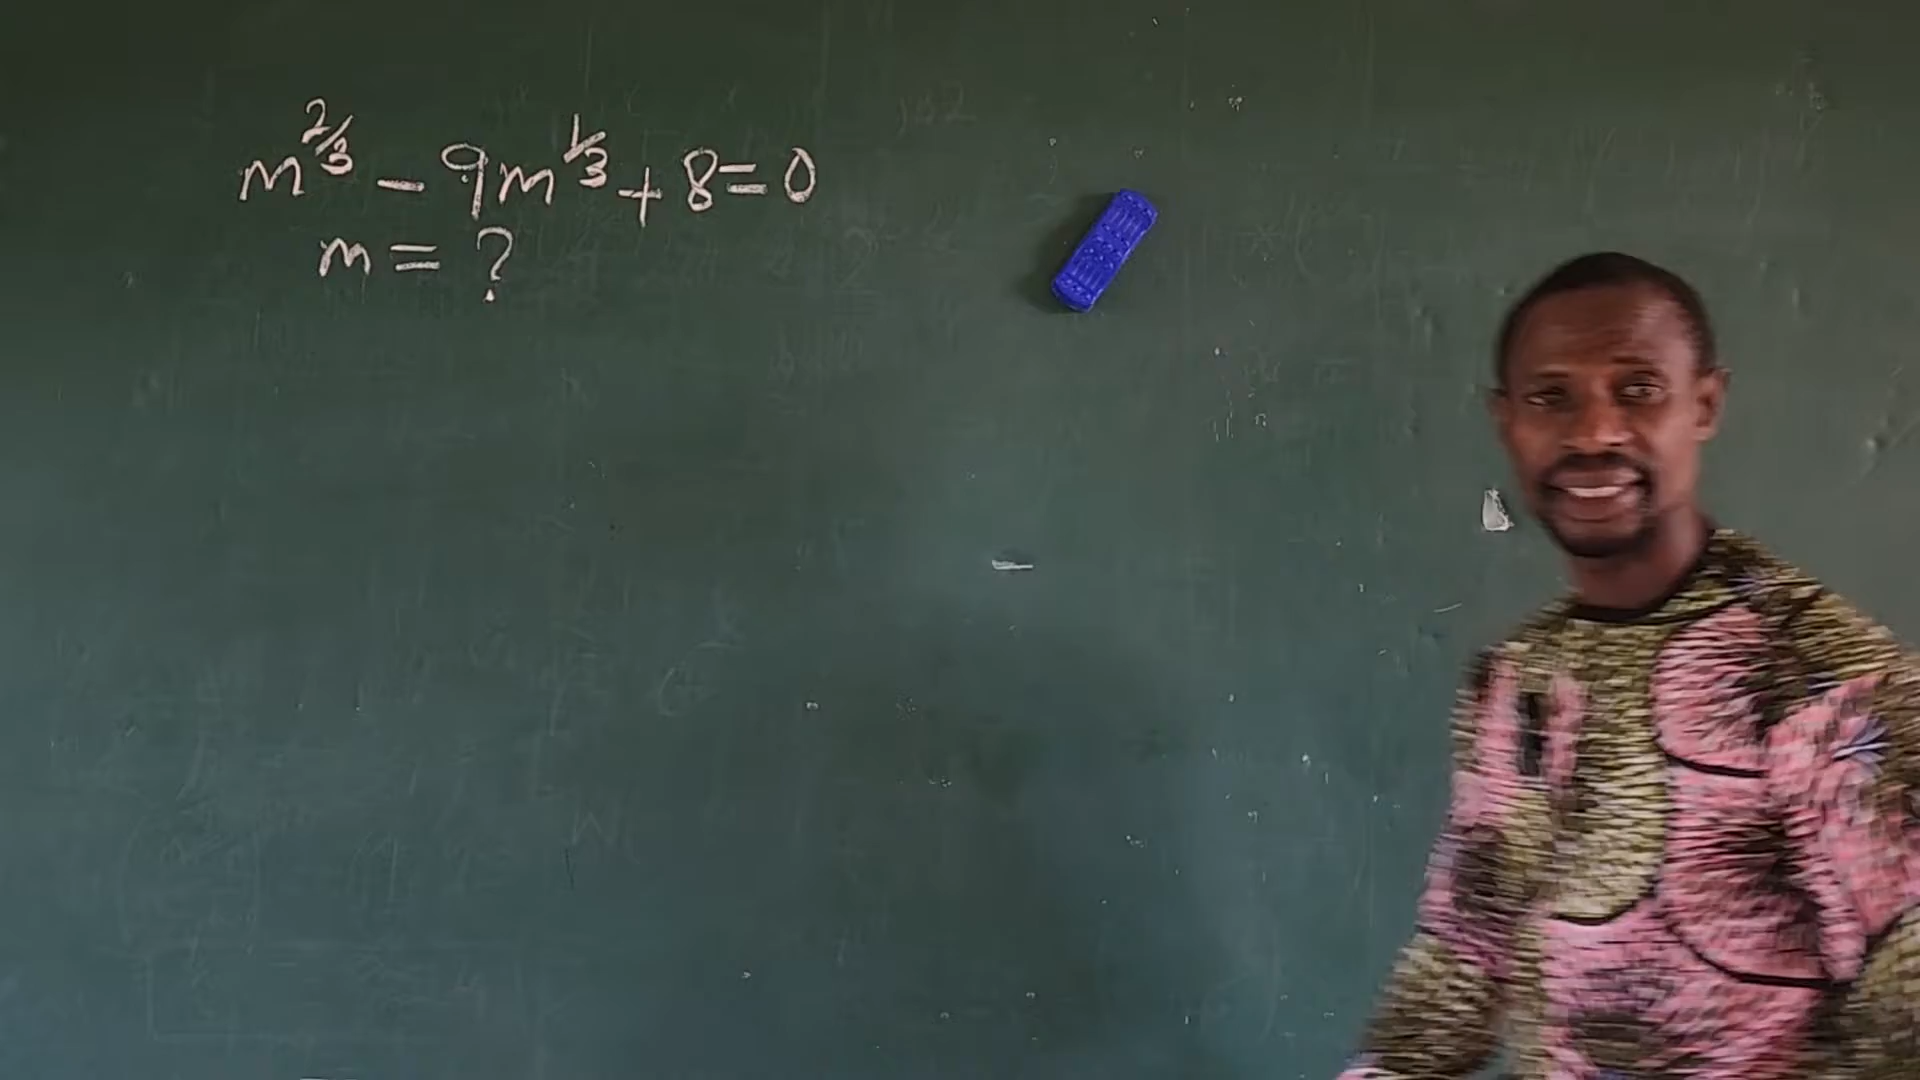 m^{2/3} - 9m^{1/3} + 8 = 0
m = ?